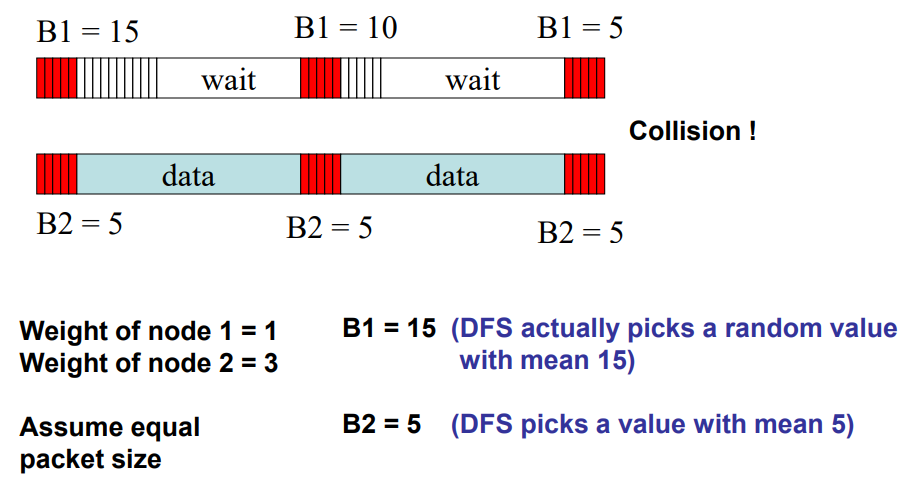 B1 = 15
B1 = 10
B1 = 5
wait
wait
Collision !
data
data
B2 = 5
B2 = 5
B2 = 5
Weight of node 1 = 1
Weight of node 2 = 3
B1 = 15 (DFS actually picks a random value
with mean 15)
Assume equal
packet size
B2 = 5 (DFS picks a value with mean 5)